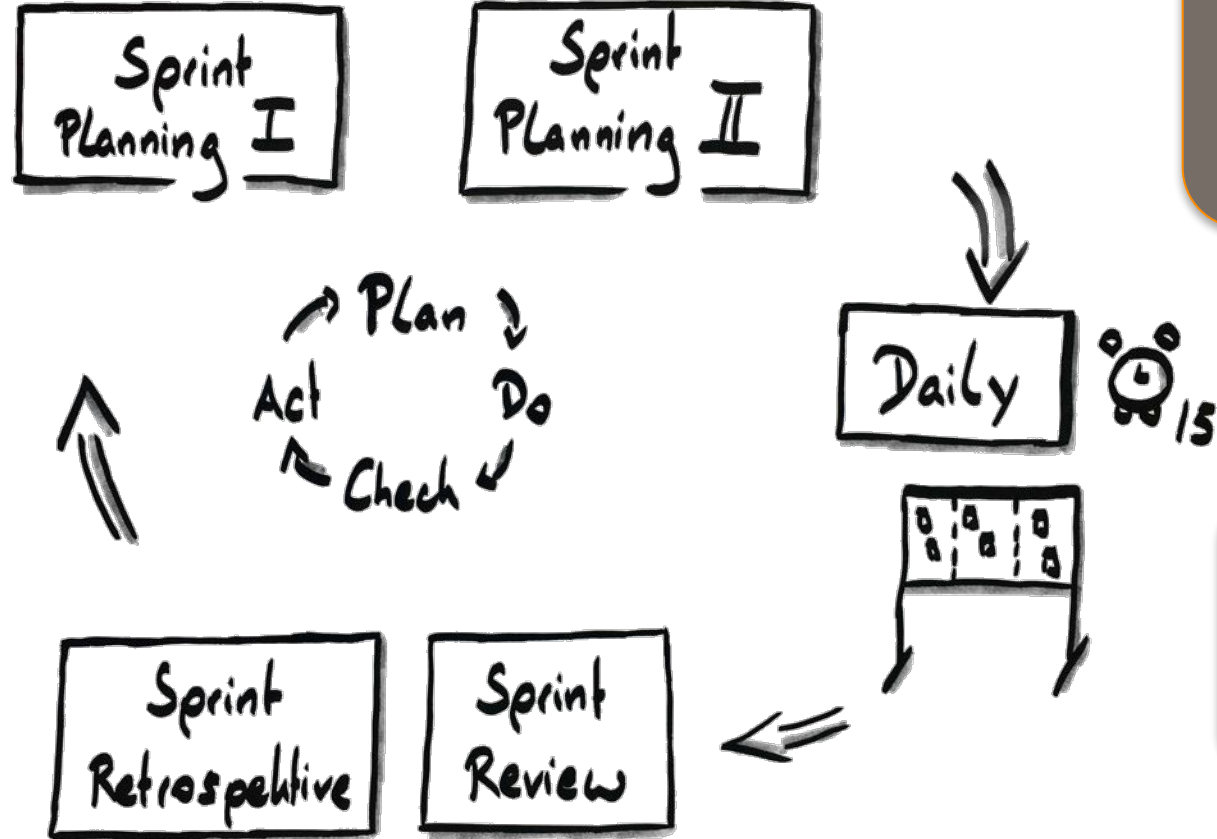 Sprint
Planning I
Sprint
Planning II
Plan
Act
Do
Check
Daily
15
Sprint
Retrospektive
Sprint
Review